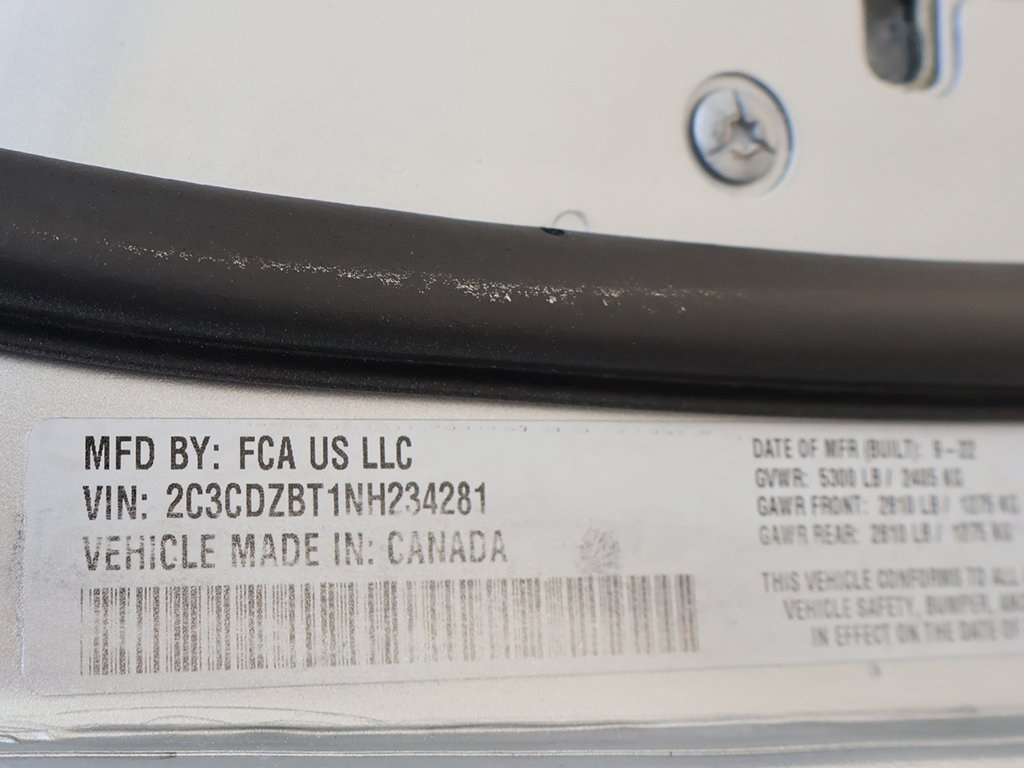 MFD BY: FCA US LLC
VIN: 2C3CDZBT1NH234281
VEHICLE MADE IN: CANADA
DATE OF MFR (BUILT): 9-22
GVWR: 5300 LB / 2405 KG
GAWR FRONT: 2810 LB / 1275 KG
GAWR REAR: 2810 LB / 1275 KG
THIS VEHICLE CONFORMS TO ALL
VEHICLE SAFETY, BUMPER,
IN EFFECT ON THE DATE OF